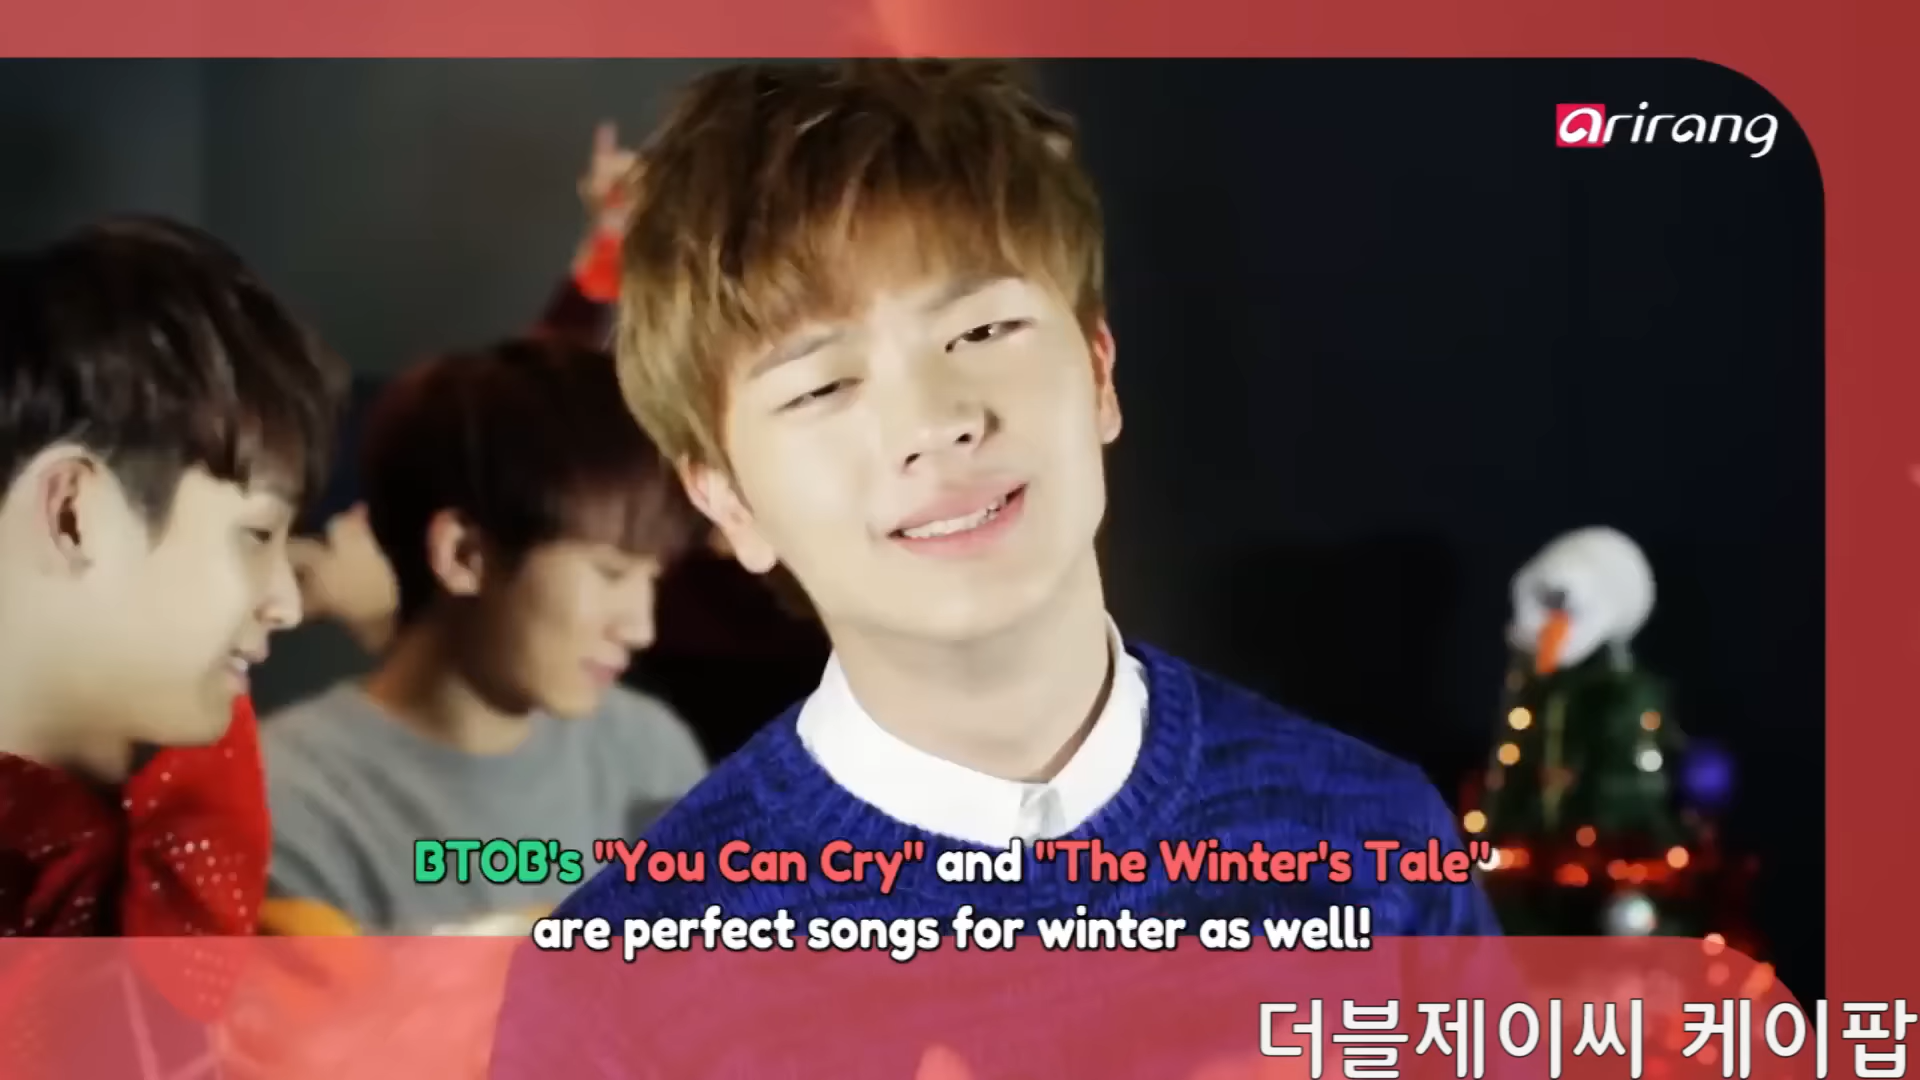 arirang
BTOB's "You Can Cry" and "The Winter's Tale"
are perfect songs for winter as well!
더블제이씨 케이팝